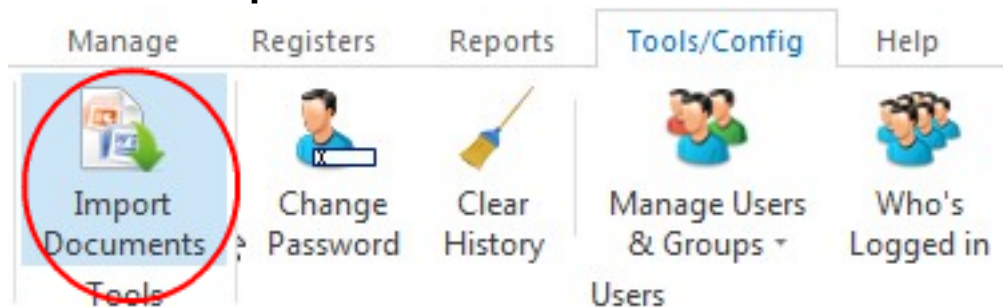 Manage Registers Reports Tools/Config Help
Import Documents
Change Password
Clear History
Manage Users & Groups
Who's Logged in
Tools
Users